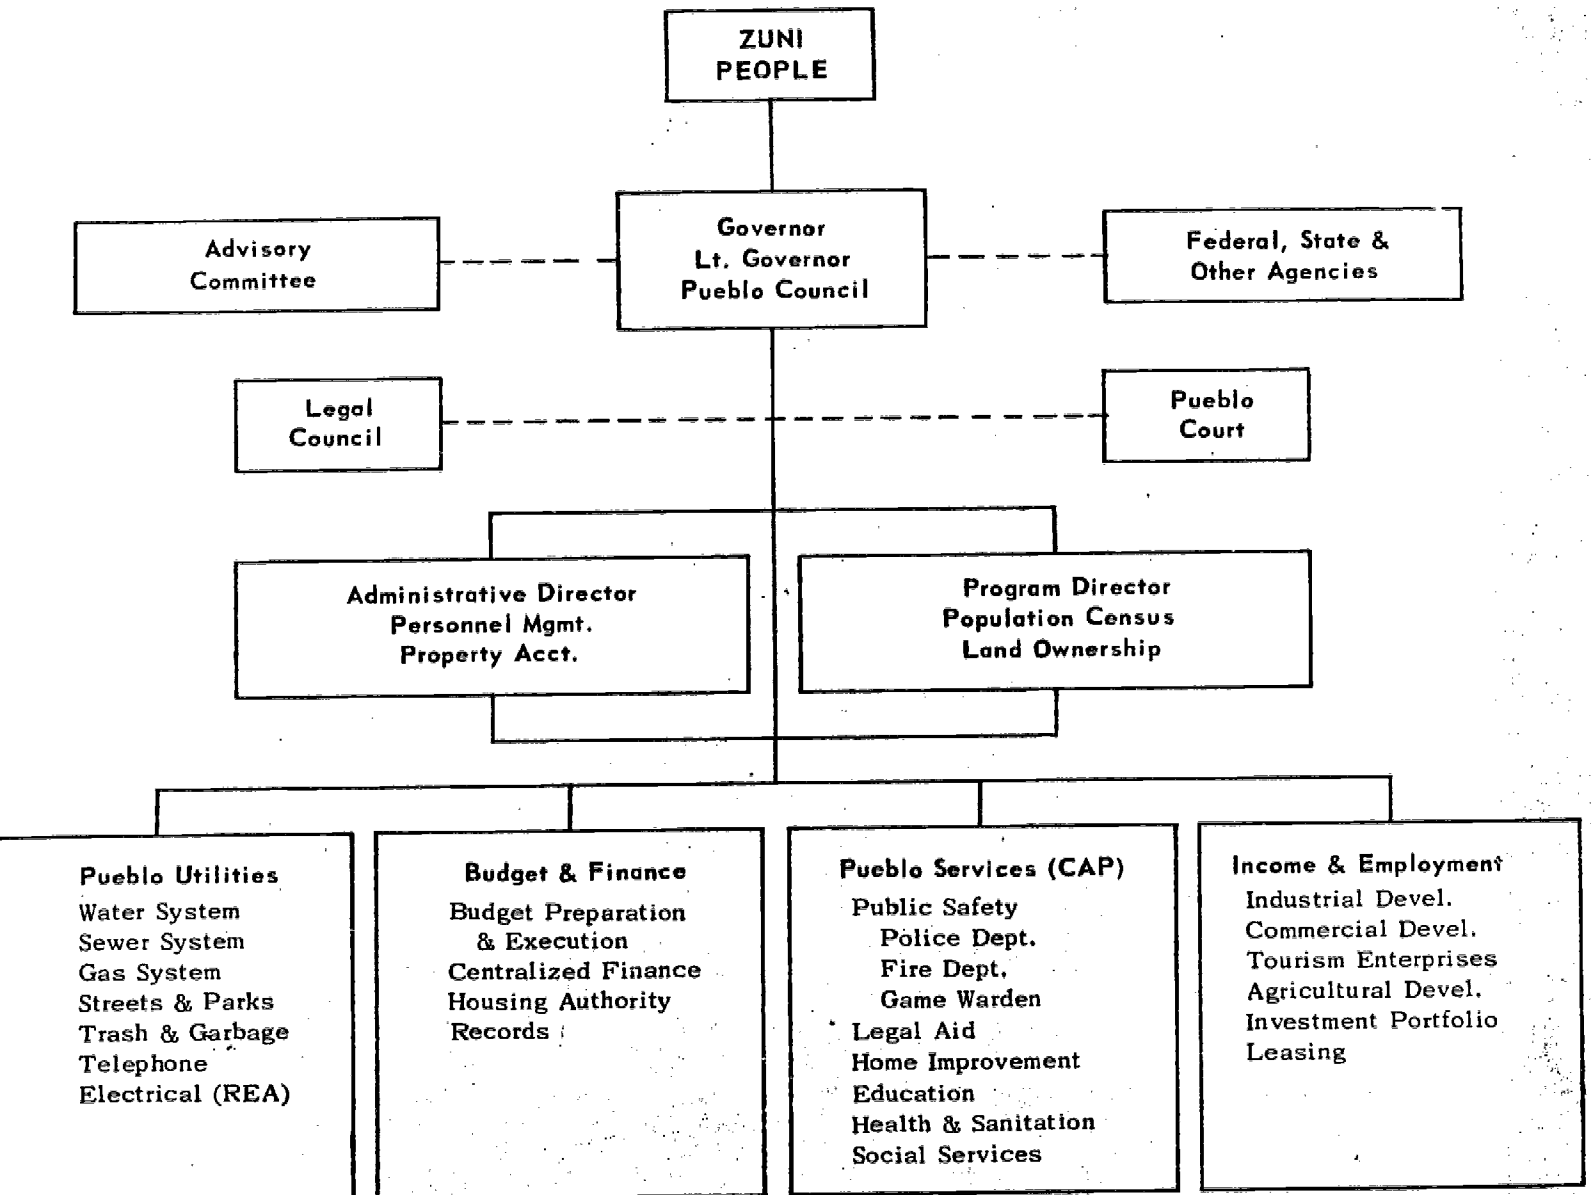 ZUNI
PEOPLE
Governor
Lt. Governor
Pueblo Council
Advisory
Committee
Federal, State &
Other Agencies
Legal
Council
Pueblo
Court
Administrative Director
Personnel Mgmt.
Property Acct.
Program Director
Population Census
Land Ownership
Pueblo Utilities
Water System
Sewer System
Gas System
Streets & Parks
Trash & Garbage
Telephone
Electrical (REA)
Budget & Finance
Budget Preparation
& Execution
Centralized Finance
Housing Authority
Records
Pueblo Services (CAP)
Public Safety
Police Dept.
Fire Dept.
Game Warden
Legal Aid
Home Improvement
Education
Health & Sanitation
Social Services
Income & Employment
Industrial Devel.
Commercial Devel.
Tourism Enterprises
Agricultural Devel.
Investment Portfolio
Leasing